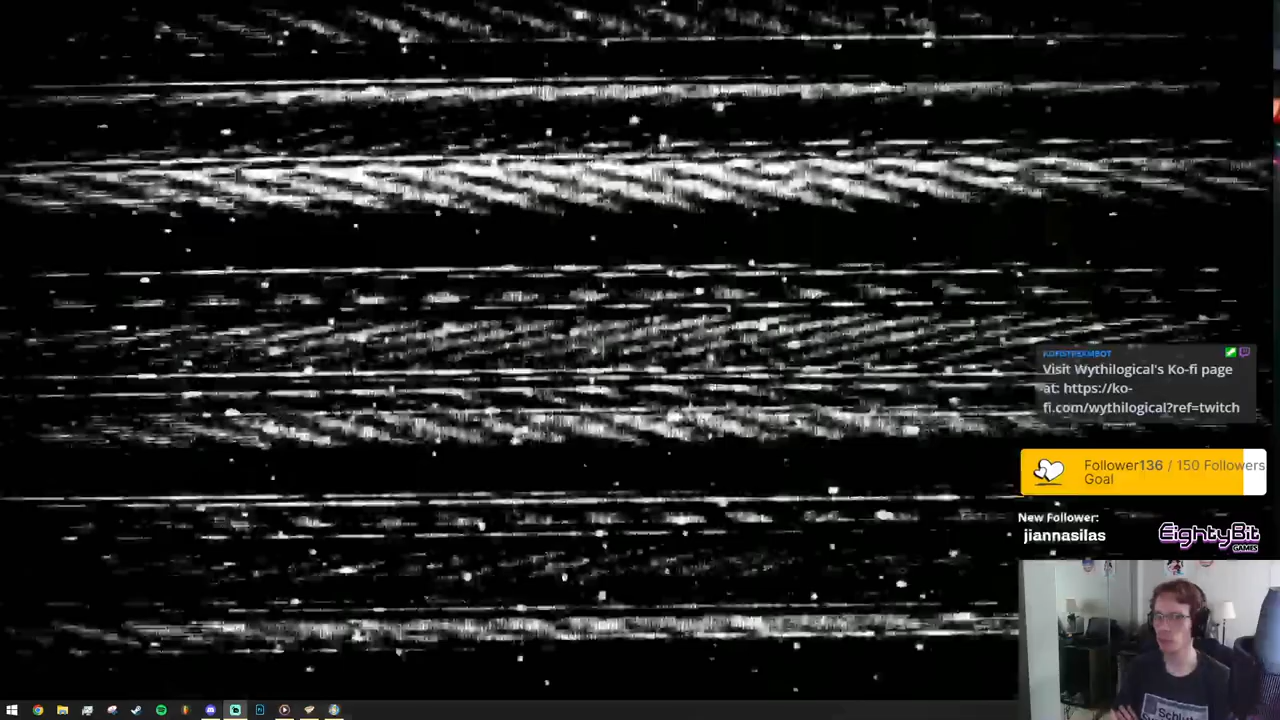 Visit Wythilogical's Ko-fi page
at: https://ko-
fi.com/wythilogical?ref=twitch
Follower136 / 150 Followers
Goal
New Follower:
jiannasilas
EightyBit
GAMES